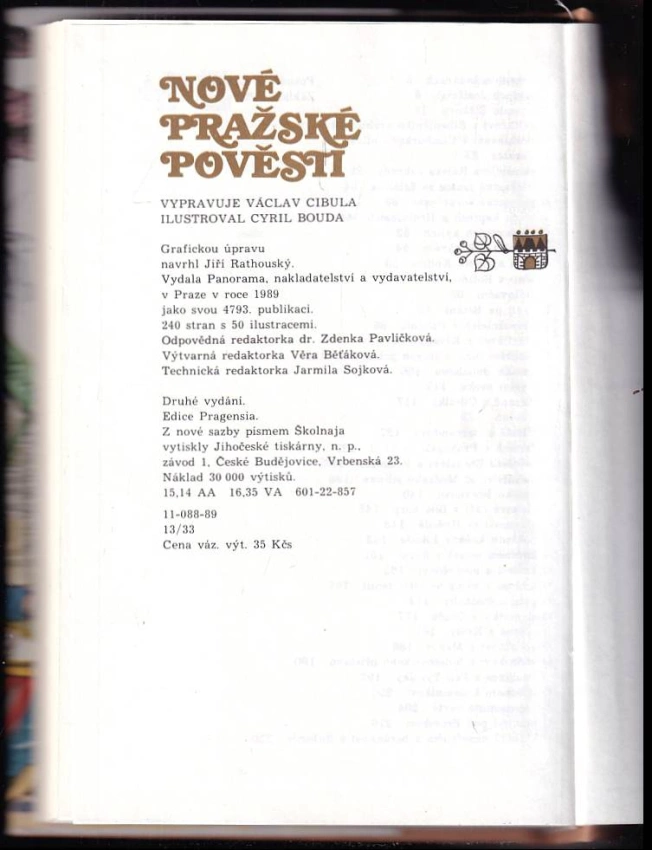 NOVÉ
PRAŽSKÉ
POVĚSTI
VYPRAVUJE VÁCLAV CIBULA
ILUSTROVAL CYRIL BOUDA
Grafickou úpravu
navrhl Jiří Rathouský.
Vydala Panorama, nakladatelství a vydavatelství,
v Praze v roce 1989
jako svou 4793. publikaci.
240 stran s 50 ilustracemi.
Odpovědná redaktorka dr. Zdenka Pavlíčková.
Výtvarná redaktorka Věra Běťáková.
Technická redaktorka Jarmila Sojková.
Druhé vydání.
Edice Pragensia.
Z nové sazby písmem Školnaja
vytiskly Jihočeské tiskárny, n. p.,
závod 1, České Budějovice, Vrbenská 23.
Náklad 30 000 výtisků.
15,14 AA 16,35 VA 601-22-857
11-088-89
13/33
Cena váz. výt. 35 Kčs